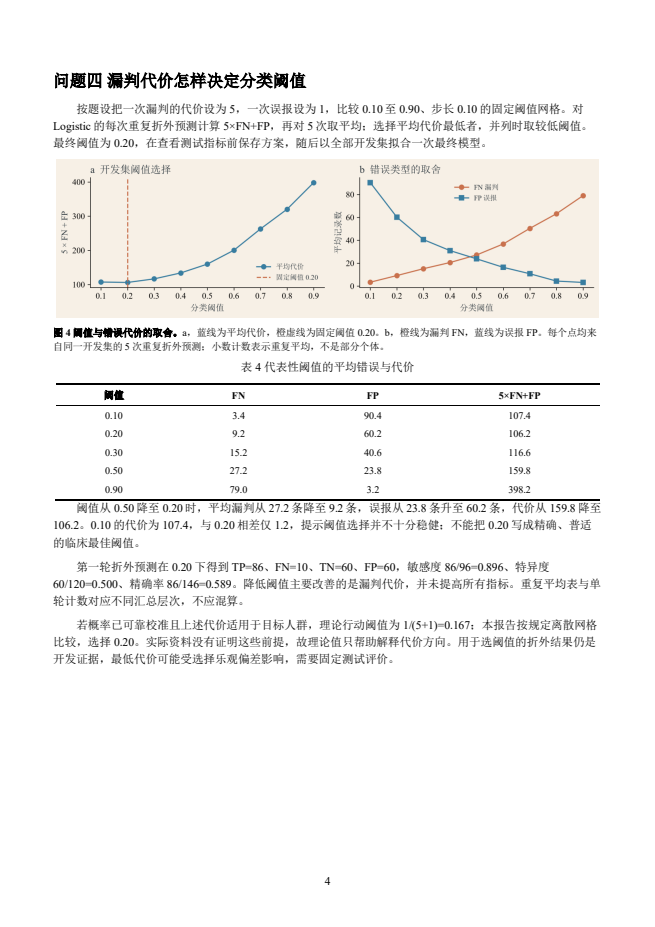 问题四 漏判代价怎样决定分类阈值
按题设把一次漏判的代价设为 5，一次误报设为 1，比较 0.10 至 0.90、步长 0.10 的固定阈值网格。对
Logistic 的每次重复折外预测计算 5×FN+FP，再对 5 次取平均；选择平均代价最低者，并列时取较低阈值。
最终阈值为 0.20，在查看测试指标前保存方案，随后以全部开发集拟合一次最终模型。
a 开发集阈值选择
400
300
200
100
5 × FN + FP
平均代价
固定阈值 0.20
0.1 0.2 0.3 0.4 0.5 0.6 0.7 0.8 0.9
分类阈值
b 错误类型的取舍
80
60
40
20
0
平均记录数
FN 漏判
FP 误报
0.1 0.2 0.3 0.4 0.5 0.6 0.7 0.8 0.9
分类阈值
图 4 阈值与错误代价的取舍。a，蓝线为平均代价，橙虚线为固定阈值 0.20。b，橙线为漏判 FN，蓝线为误报 FP。每个点均来
自同一开发集的 5 次重复折外预测；小数计数表示重复平均，不是部分个体。
表 4 代表性阈值的平均错误与代价
阈值 FN FP 5×FN+FP
0.10 3.4 90.4 107.4
0.20 9.2 60.2 106.2
0.30 15.2 40.6 116.6
0.50 27.2 23.8 159.8
0.90 79.0 3.2 398.2
阈值从 0.50 降至 0.20 时，平均漏判从 27.2 条降至 9.2 条，误报从 23.8 条升至 60.2 条，代价从 159.8 降至
106.2。0.10 的代价为 107.4，与 0.20 相差仅 1.2，提示阈值选择并不十分稳健；不能把 0.20 写成精确、普适
的临床最佳阈值。
第一轮折外预测在 0.20 下得到 TP=86、FN=10、TN=60、FP=60，敏感度 86/96=0.896、特异度
60/120=0.500、精确率 86/146=0.589。降低阈值主要改善的是漏判代价，并未提高所有指标。重复平均表与单
轮计数对应不同汇总层次，不应混算。
若概率已可靠校准且上述代价适用于目标人群，理论行动阈值为 1/(5+1)=0.167；本报告按规定离散网格
比较，选择 0.20。实际资料没有证明这些前提，故理论值只帮助解释代价方向。用于选阈值的折外结果仍是
开发证据，最低代价可能受选择乐观偏差影响，需要固定测试评价。
4